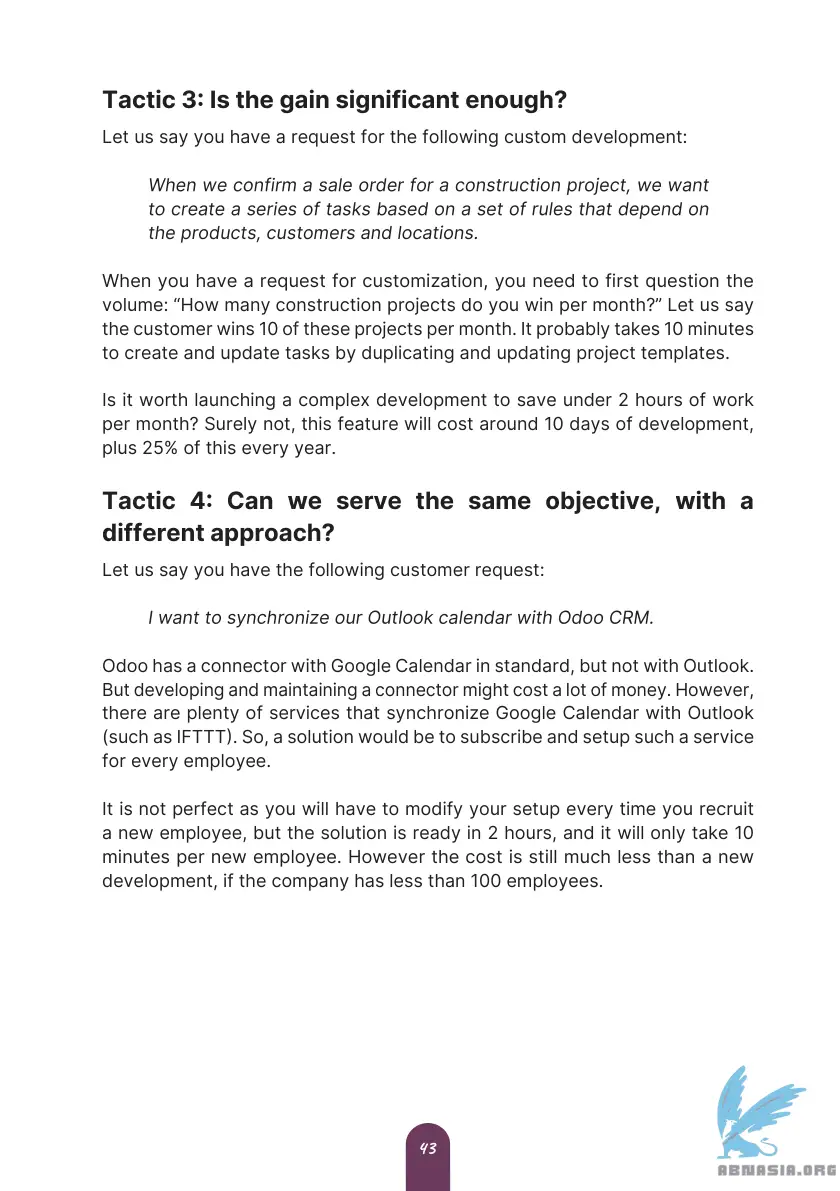 Tactic 3: Is the gain significant enough?
Let us say you have a request for the following custom development:
When we confirm a sale order for a construction project, we want
to create a series of tasks based on a set of rules that depend on
the products, customers and locations.
When you have a request for customization, you need to first question the
volume: “How many construction projects do you win per month?” Let us say
the customer wins 10 of these projects per month. It probably takes 10 minutes
to create and update tasks by duplicating and updating project templates.
Is it worth launching a complex development to save under 2 hours of work
per month? Surely not, this feature will cost around 10 days of development,
plus 25% of this every year.
Tactic 4: Can we serve the same objective, with a
different approach?
Let us say you have the following customer request:
I want to synchronize our Outlook calendar with Odoo CRM.
Odoo has a connector with Google Calendar in standard, but not with Outlook.
But developing and maintaining a connector might cost a lot of money. However,
there are plenty of services that synchronize Google Calendar with Outlook
(such as IFTTT). So, a solution would be to subscribe and setup such a service
for every employee.
It is not perfect as you will have to modify your setup every time you recruit
a new employee, but the solution is ready in 2 hours, and it will only take 10
minutes per new employee. However the cost is still much less than a new
development, if the company has less than 100 employees.
43
ABNASIA.ORG